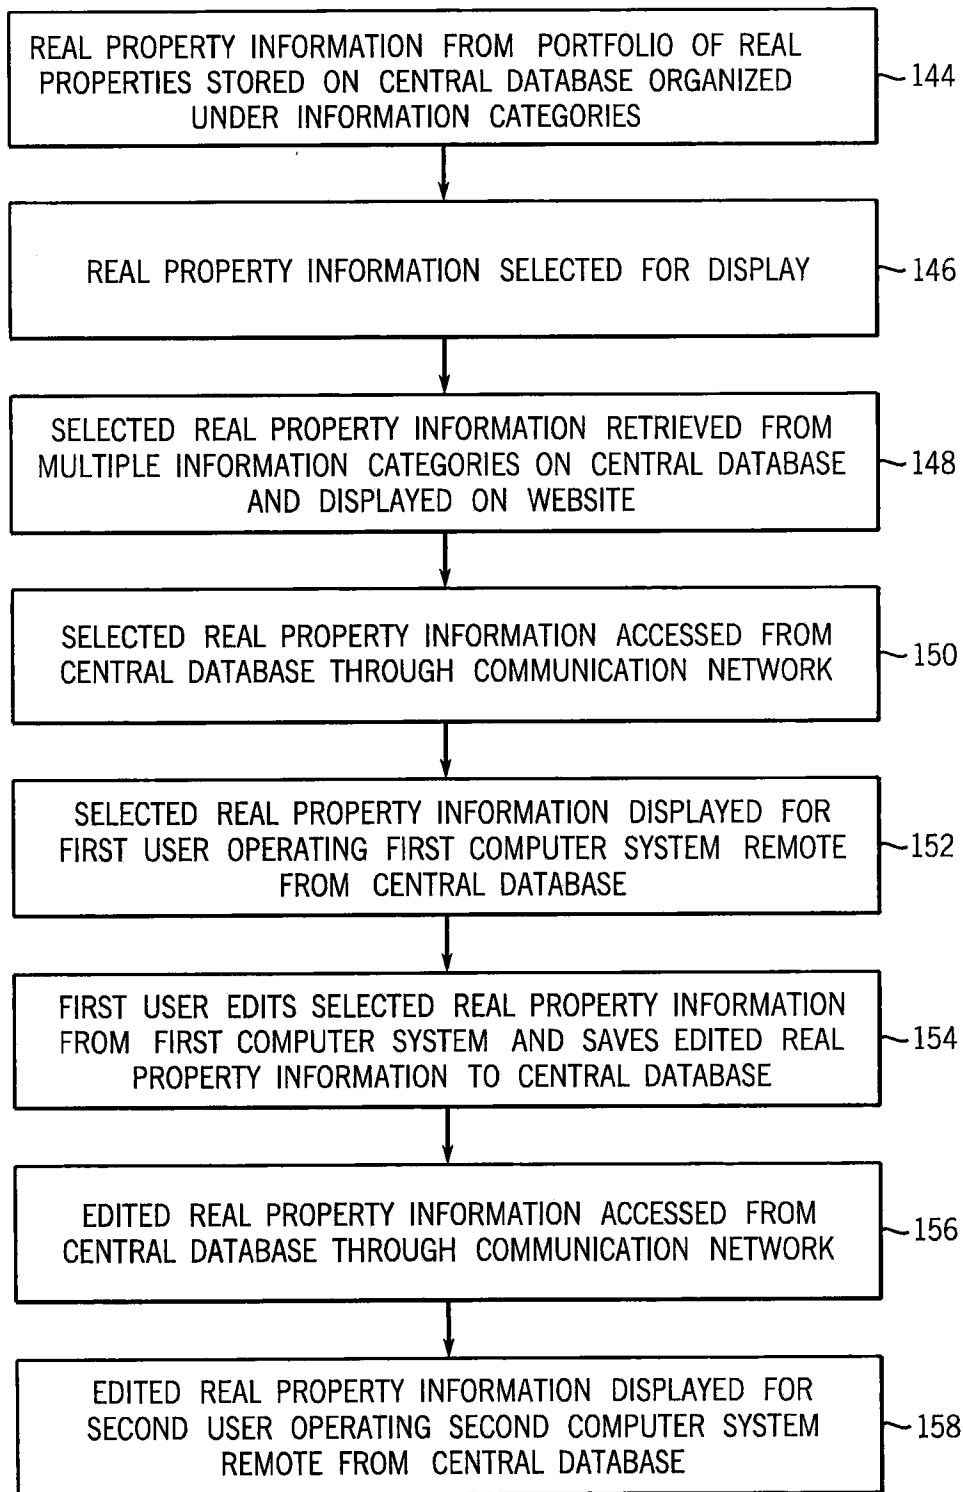 REAL PROPERTY INFORMATION FROM PORTFOLIO OF REAL
PROPERTIES STORED ON CENTRAL DATABASE ORGANIZED
UNDER INFORMATION CATEGORIES
144
REAL PROPERTY INFORMATION SELECTED FOR DISPLAY
146
SELECTED REAL PROPERTY INFORMATION RETRIEVED FROM
MULTIPLE INFORMATION CATEGORIES ON CENTRAL DATABASE
AND DISPLAYED ON WEBSITE
148
SELECTED REAL PROPERTY INFORMATION ACCESSED FROM
CENTRAL DATABASE THROUGH COMMUNICATION NETWORK
150
SELECTED REAL PROPERTY INFORMATION DISPLAYED FOR
FIRST USER OPERATING FIRST COMPUTER SYSTEM REMOTE
FROM CENTRAL DATABASE
152
FIRST USER EDITS SELECTED REAL PROPERTY INFORMATION
FROM FIRST COMPUTER SYSTEM AND SAVES EDITED REAL
PROPERTY INFORMATION TO CENTRAL DATABASE
154
EDITED REAL PROPERTY INFORMATION ACCESSED FROM
CENTRAL DATABASE THROUGH COMMUNICATION NETWORK
156
EDITED REAL PROPERTY INFORMATION DISPLAYED FOR
SECOND USER OPERATING SECOND COMPUTER SYSTEM
REMOTE FROM CENTRAL DATABASE
158